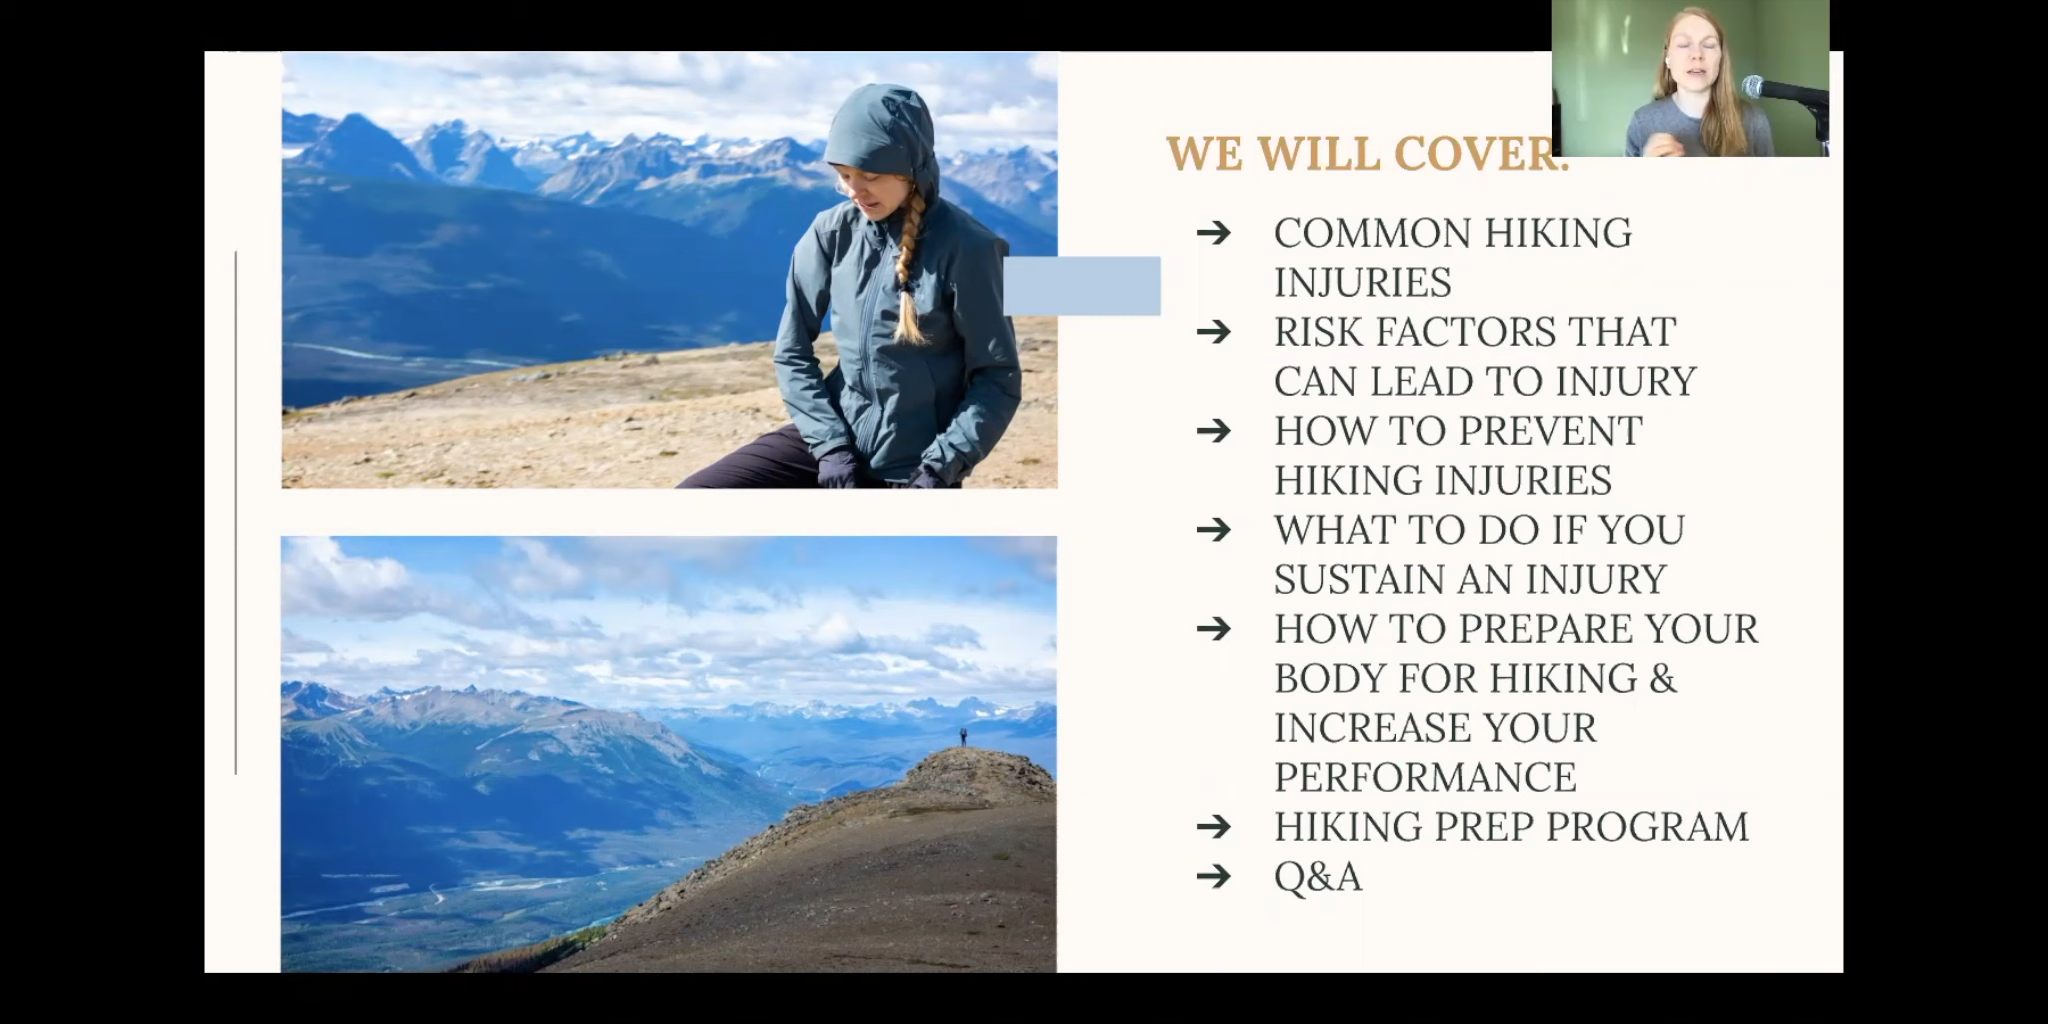 WE WILL COVER:
➔ COMMON HIKING
INJURIES
➔ RISK FACTORS THAT
CAN LEAD TO INJURY
➔ HOW TO PREVENT
HIKING INJURIES
➔ WHAT TO DO IF YOU
SUSTAIN AN INJURY
➔ HOW TO PREPARE YOUR
BODY FOR HIKING &
INCREASE YOUR
PERFORMANCE
➔ HIKING PREP PROGRAM
➔ Q&A